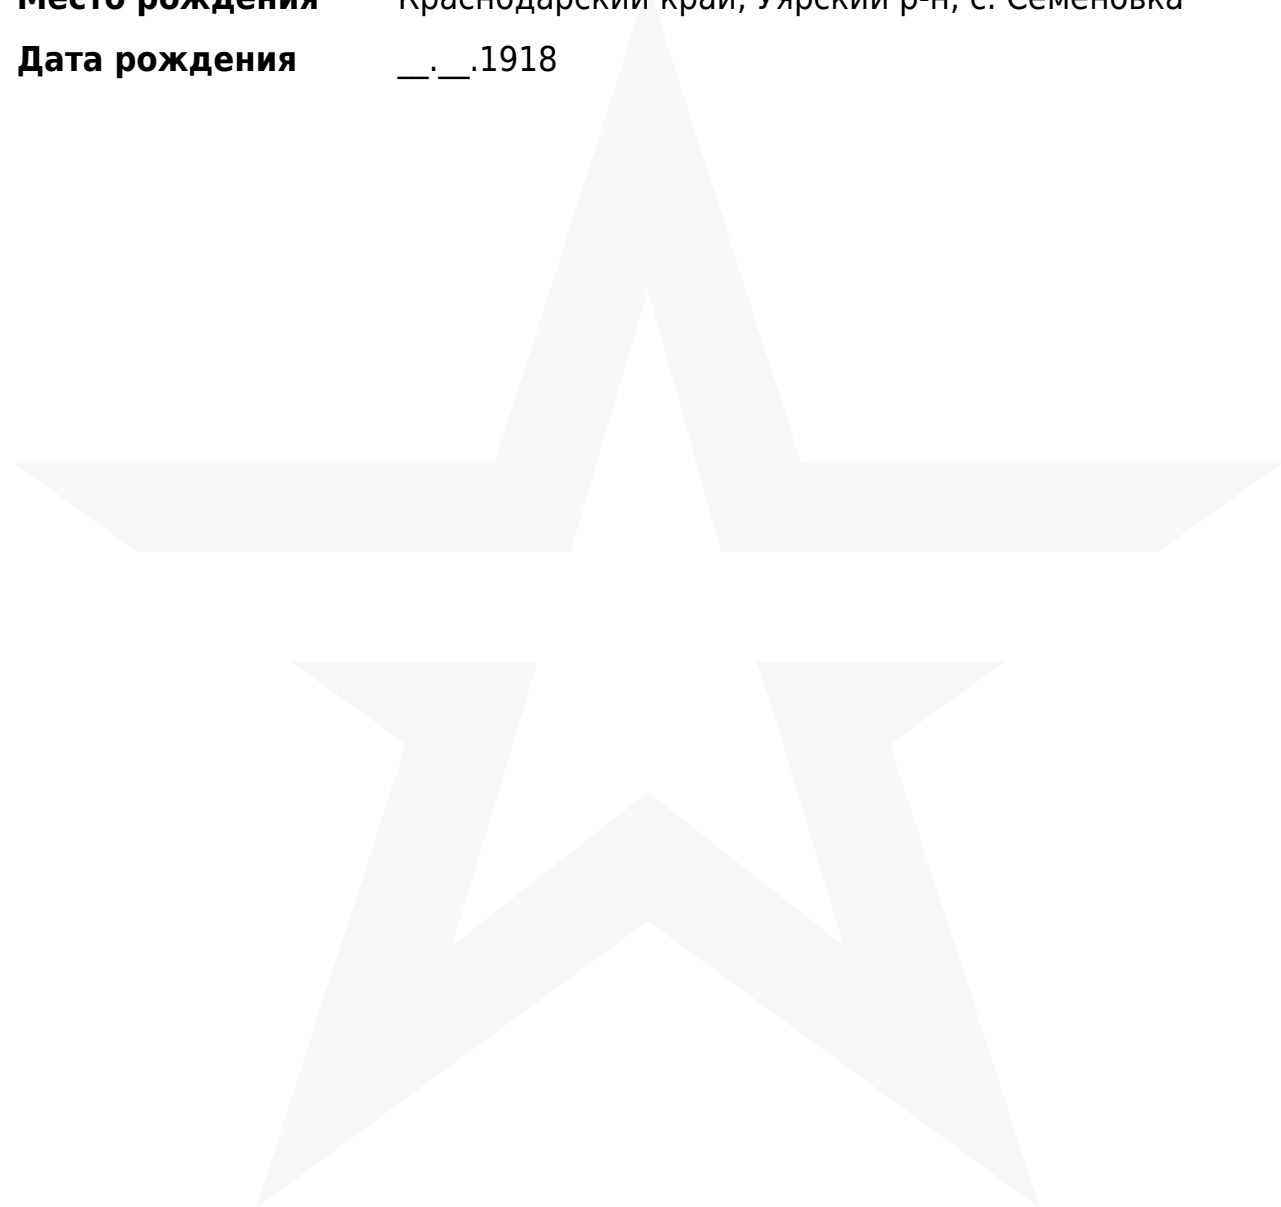 Место рождения Краснодарский край, Уярский р-н, с. Семеновка
Дата рождения __.__.1918